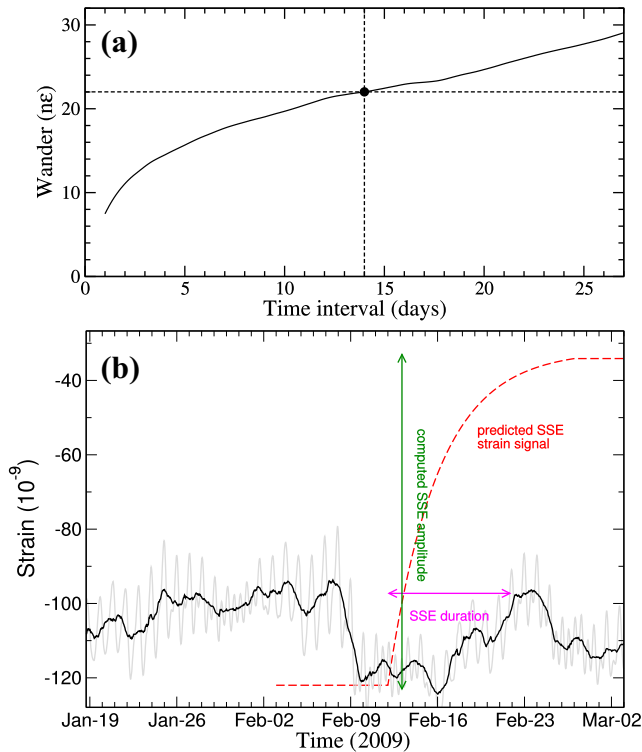 (a)
Wander (nε)
30
20
10
0
0 5 10 15 20 25
Time interval (days)
(b)
Strain (10⁻⁹)
-40
-60
-80
-100
-120
predicted SSE
strain signal
computed SSE amplitude
SSE duration
Jan-19 Jan-26 Feb-02 Feb-09 Feb-16 Feb-23 Mar-02
Time (2009)